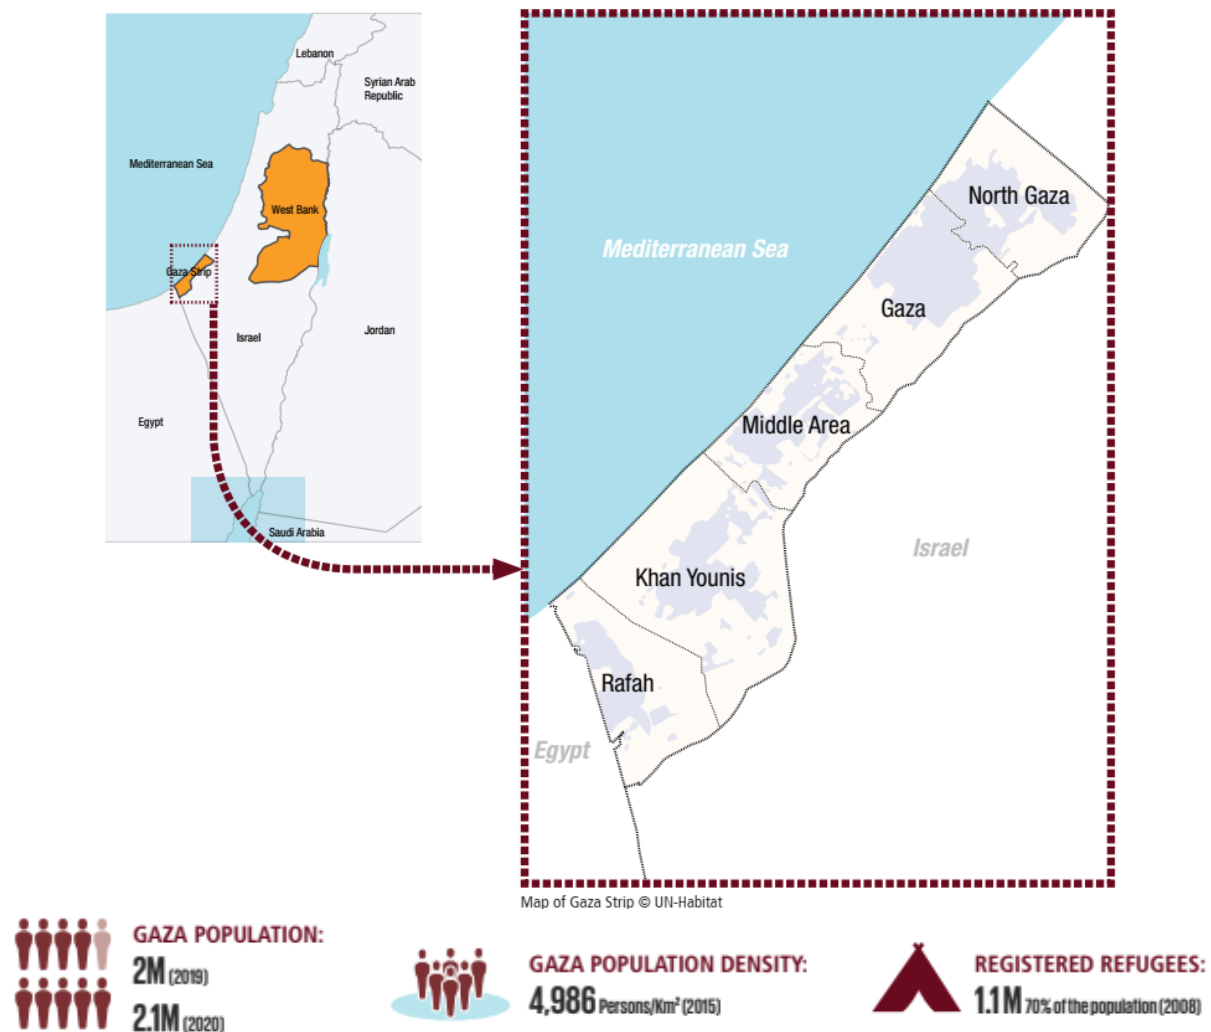 Lebanon
Syrian Arab
Republic
Mediterranean Sea
West Bank
Gaza Strip
Israel
Jordan
Egypt
Saudi Arabia
North Gaza
Mediterranean Sea
Gaza
Middle Area
Israel
Khan Younis
Rafah
Egypt
Map of Gaza Strip © UN-Habitat
GAZA POPULATION:
2M (2019)
2.1M (2020)
GAZA POPULATION DENSITY:
4,986 Persons/Km² (2015)
REGISTERED REFUGEES:
1.1M 70% of the population (2008)